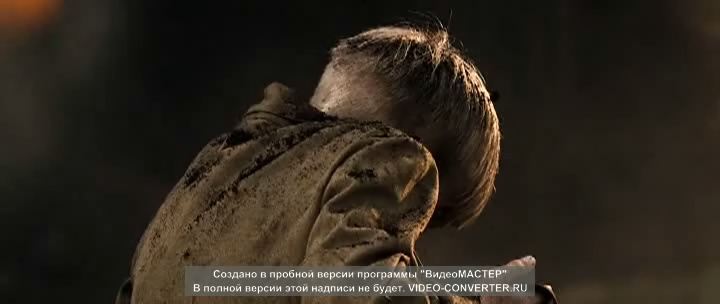 Создано в пробной версии программы "ВидеоМАСТЕР"
В полной версии этой надписи не будет. VIDEO-CONVERTER.RU